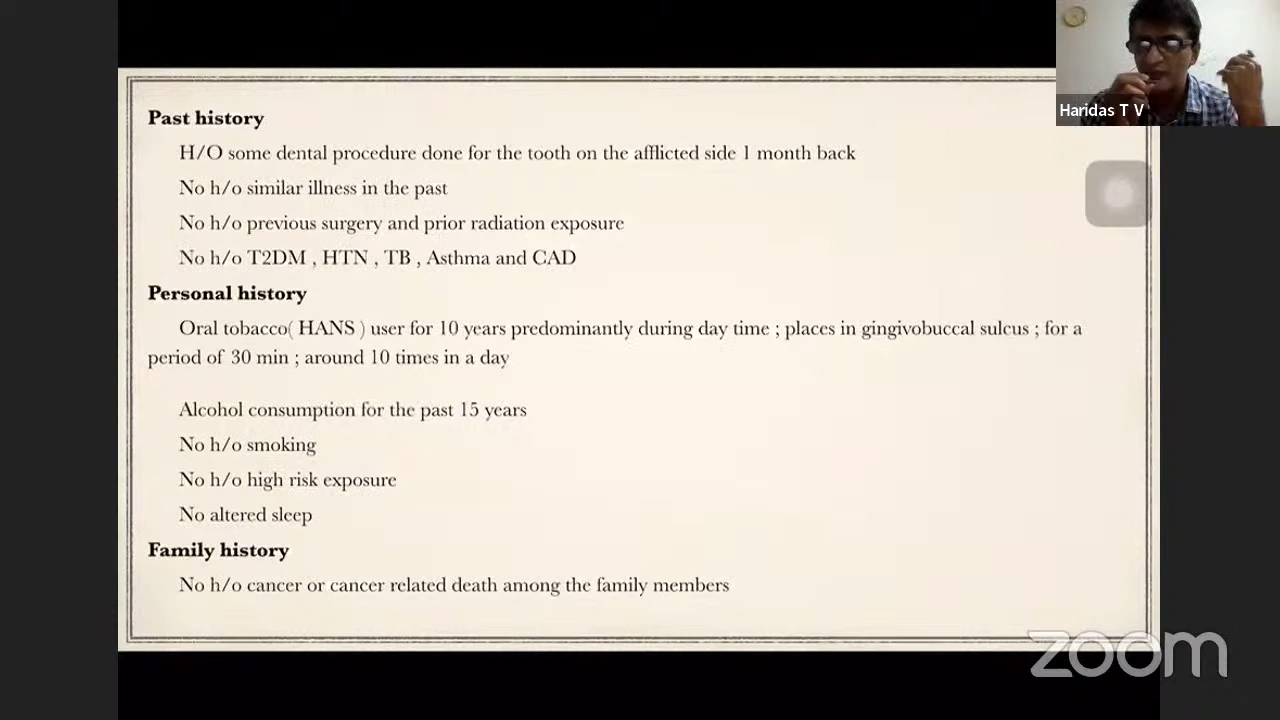 Haridas T V
Past history
H/O some dental procedure done for the tooth on the afflicted side 1 month back
No h/o similar illness in the past
No h/o previous surgery and prior radiation exposure
No h/o T2DM , HTN , TB , Asthma and CAD
Personal history
Oral tobacco( HANS ) user for 10 years predominantly during day time ; places in gingivobuccal sulcus ; for a
period of 30 min ; around 10 times in a day
Alcohol consumption for the past 15 years
No h/o smoking
No h/o high risk exposure
No altered sleep
Family history
No h/o cancer or cancer related death among the family members
zoom